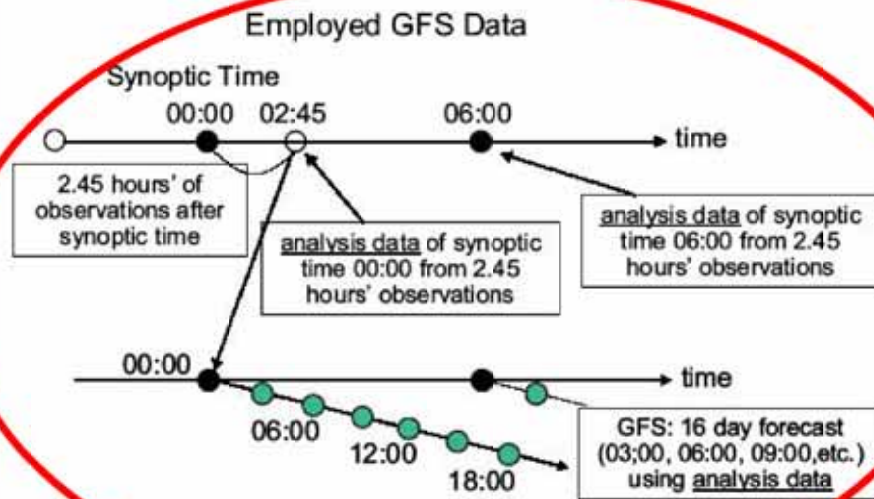 Employed GFS Data
Synoptic Time
00:00 02:45 06:00
time
2.45 hours' of
observations after
synoptic time
analysis data of synoptic
time 00:00 from 2.45
hours' observations
analysis data of synoptic
time 06:00 from 2.45
hours' observations
00:00
time
06:00
12:00
18:00
GFS: 16 day forecast
(03;00, 06:00, 09:00,etc.)
using analysis data